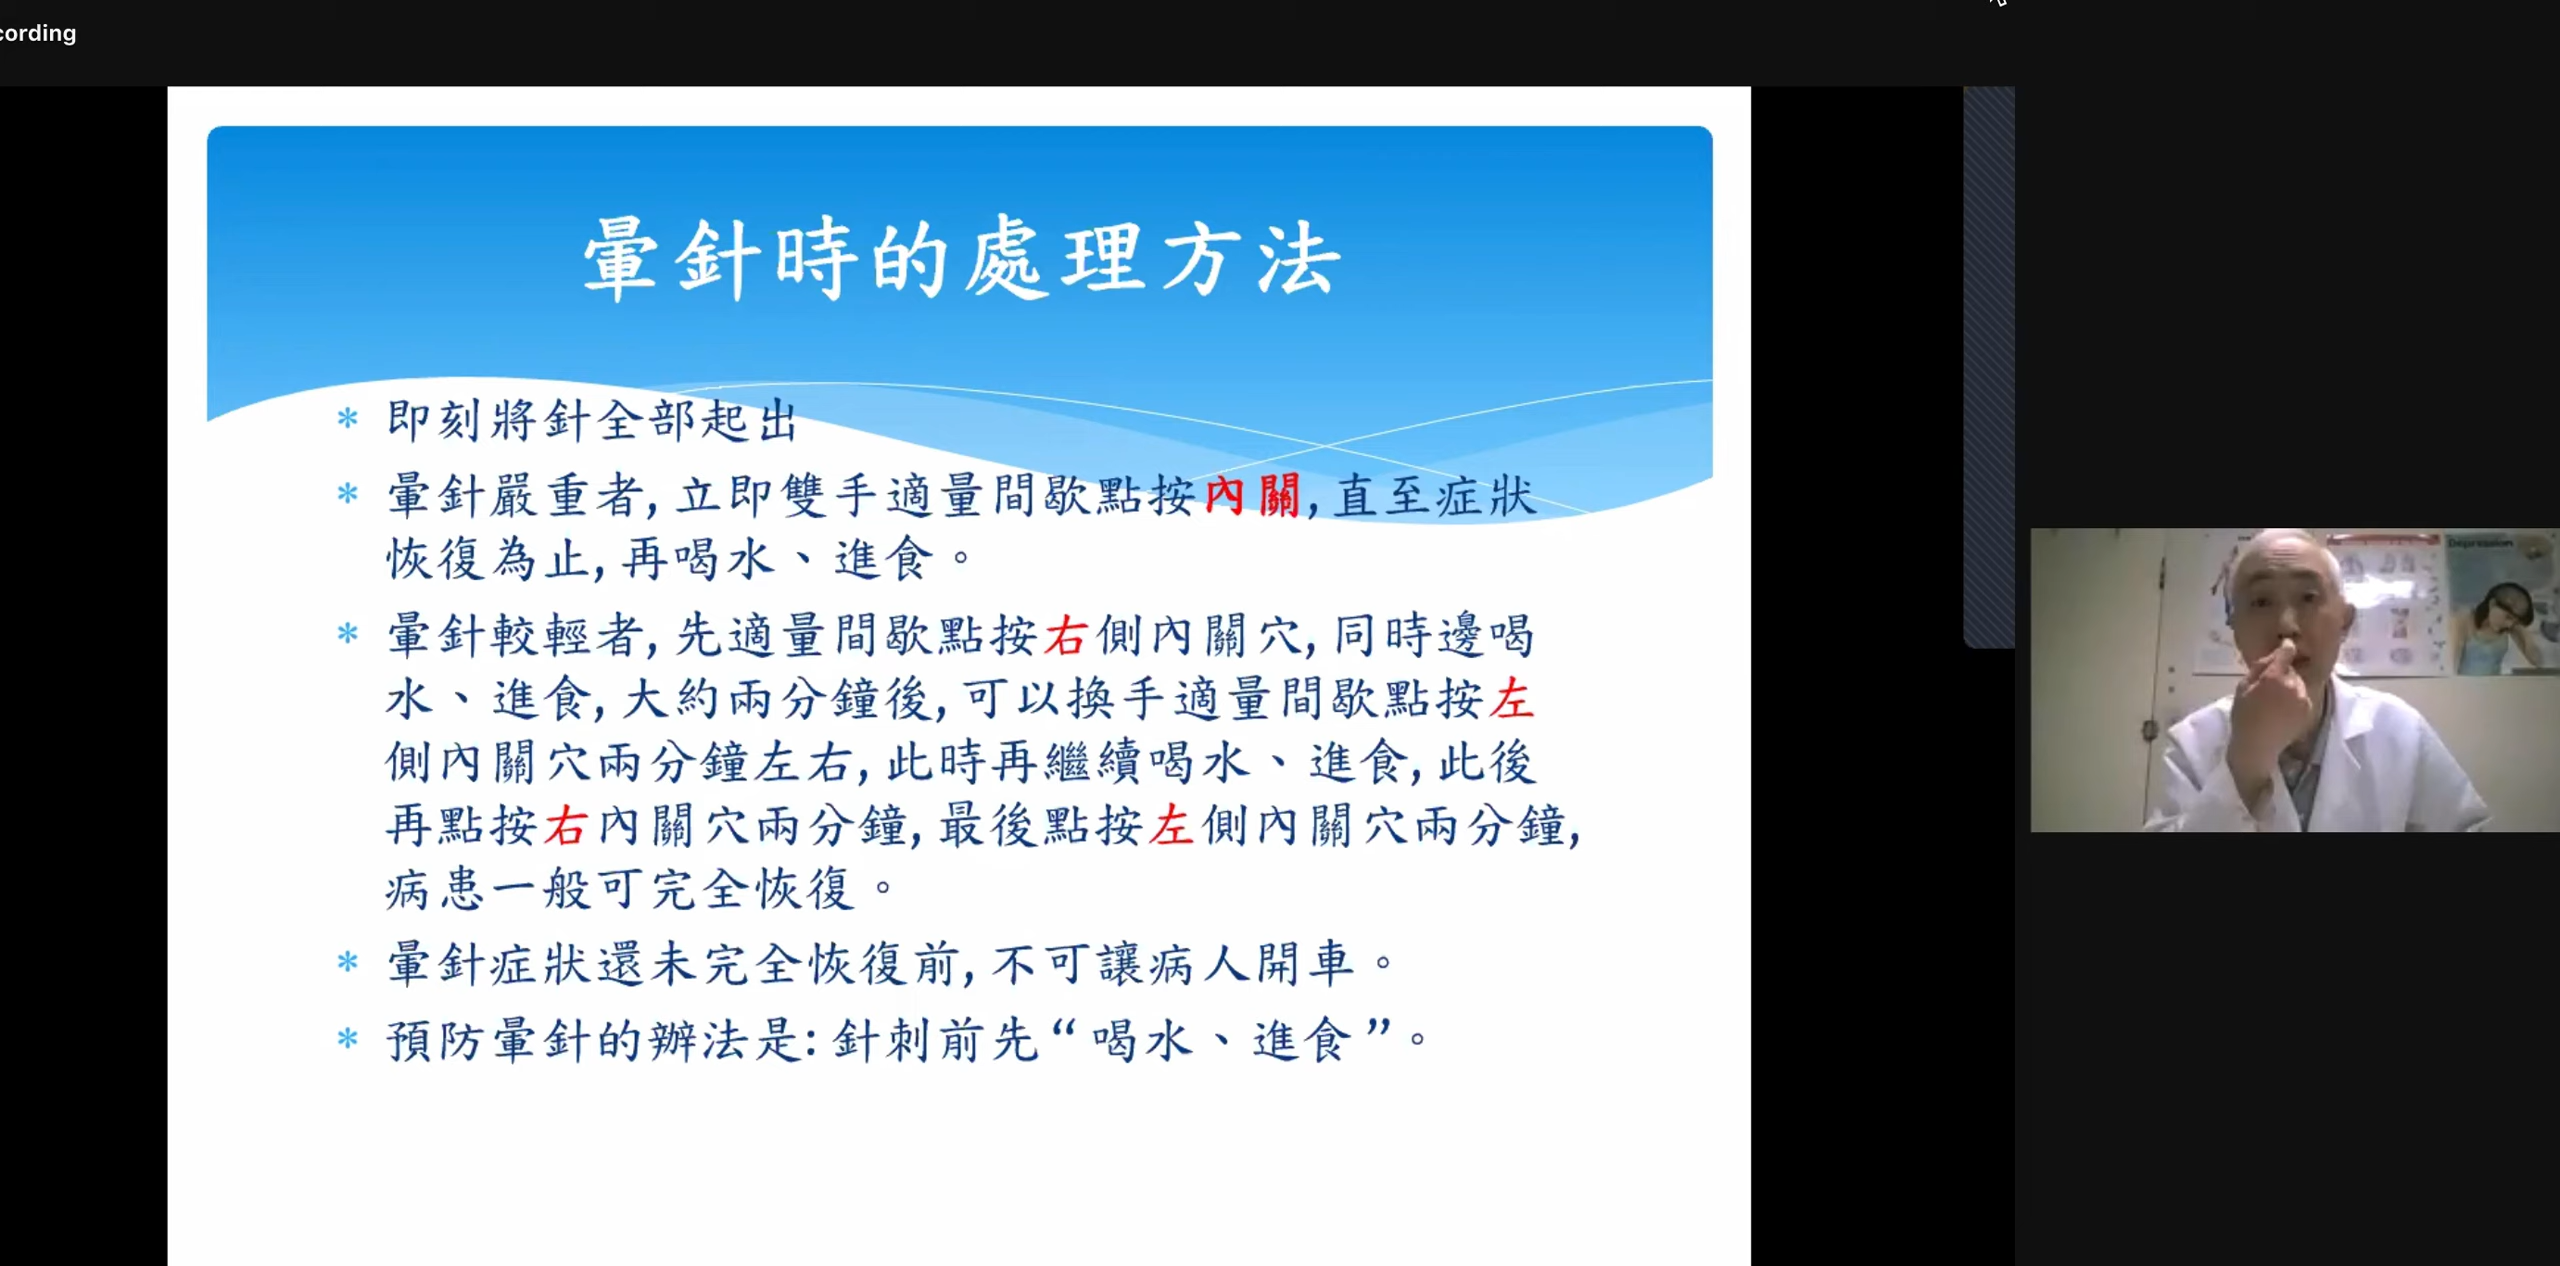 cording
暈針時的處理方法
* 即刻將針全部起出
* 暈針嚴重者,立即雙手適量間歇點按內關,直至症狀
恢復為止,再喝水、進食。
* 暈針較輕者,先適量間歇點按右側內關穴,同時邊喝
水、進食,大約兩分鐘後,可以換手適量間歇點按左
側內關穴兩分鐘左右,此時再繼續喝水、進食,此後
再點按右內關穴兩分鐘,最後點按左側內關穴兩分鐘,
病患一般可完全恢復。
* 暈針症狀還未完全恢復前,不可讓病人開車。
* 預防暈針的辦法是:針刺前先“喝水、進食”。
Depression